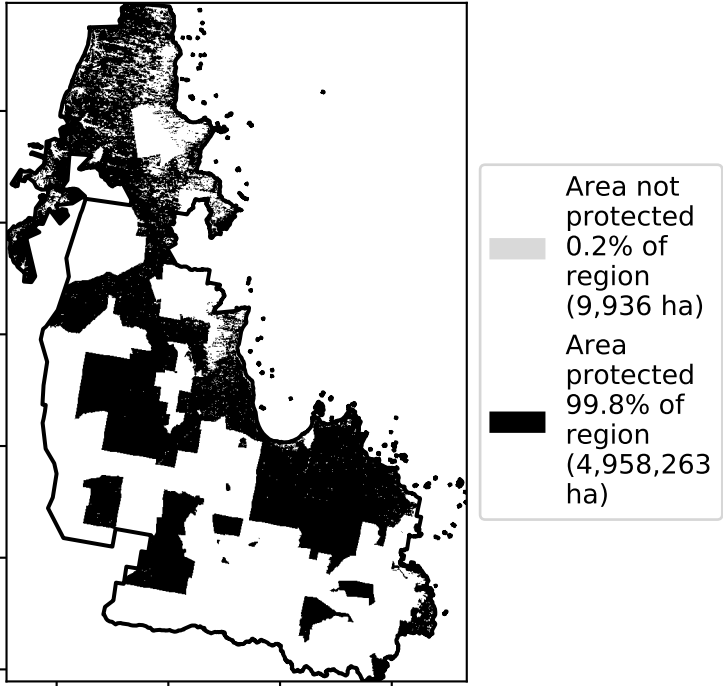 Area not
protected
0.2% of
region
(9,936 ha)
Area
protected
99.8% of
region
(4,958,263
ha)